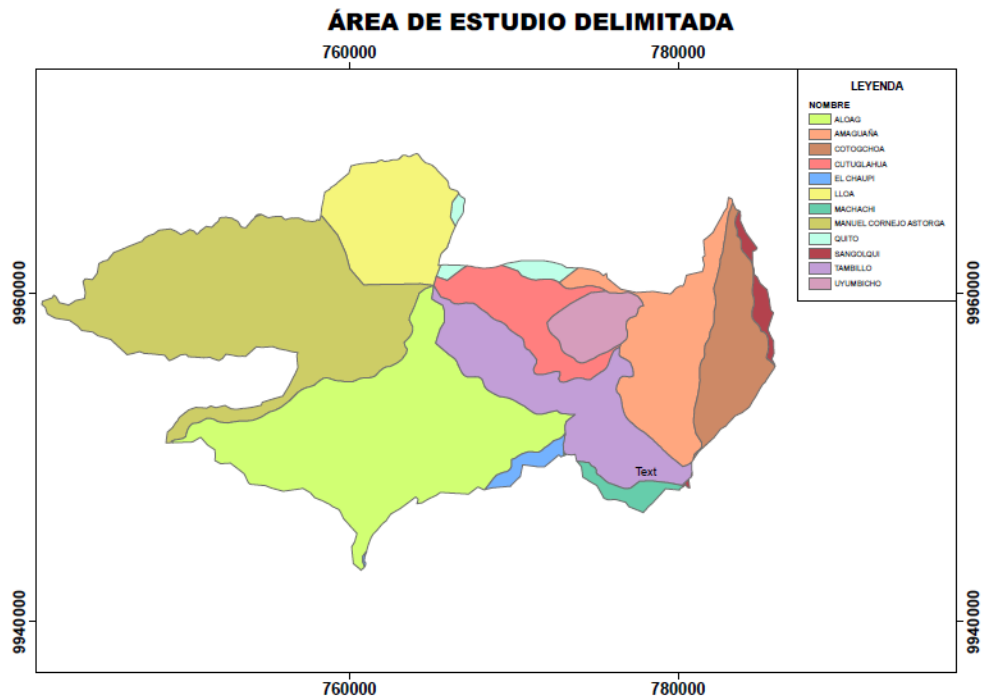 ÁREA DE ESTUDIO DELIMITADA
760000 780000
LEYENDA
NOMBRE
ALOAG
AMAGUAÑA
COTOGCHOA
CUTUGLAHUA
EL CHAUPI
LLOA
MACHACHI
MANUEL CORNEJO ASTORGA
QUITO
SANGOLQUI
TAMBILLO
UYUMBICHO
9960000 9960000
Text
9940000 9940000
760000 780000